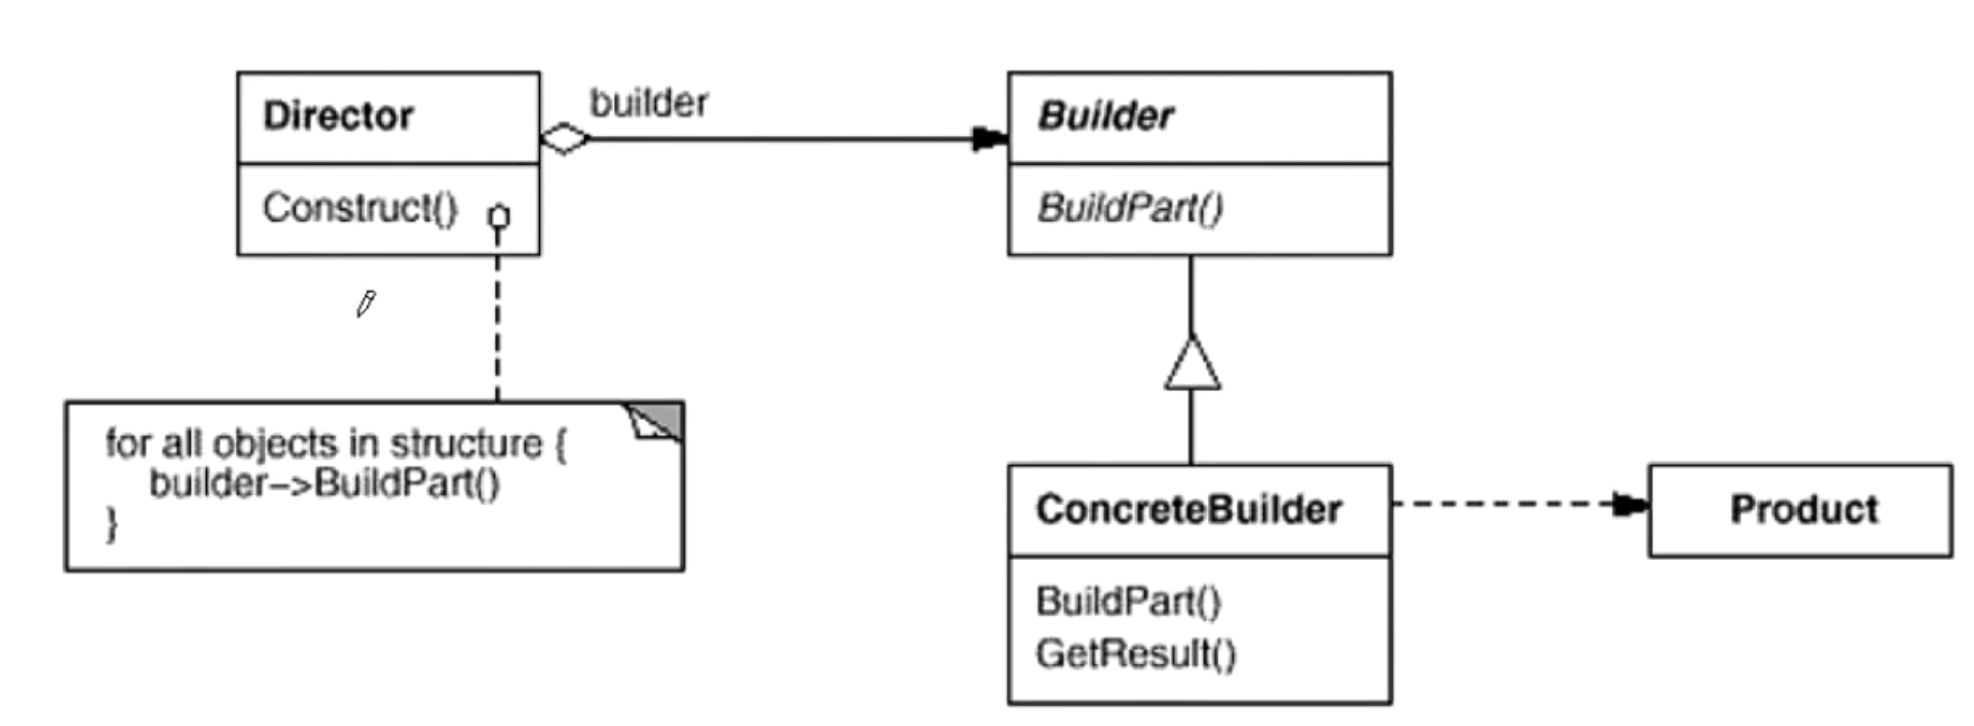 Director
builder
Builder
Construct()
BuildPart()
for all objects in structure {
builder–>BuildPart()
}
ConcreteBuilder
Product
BuildPart()
GetResult()